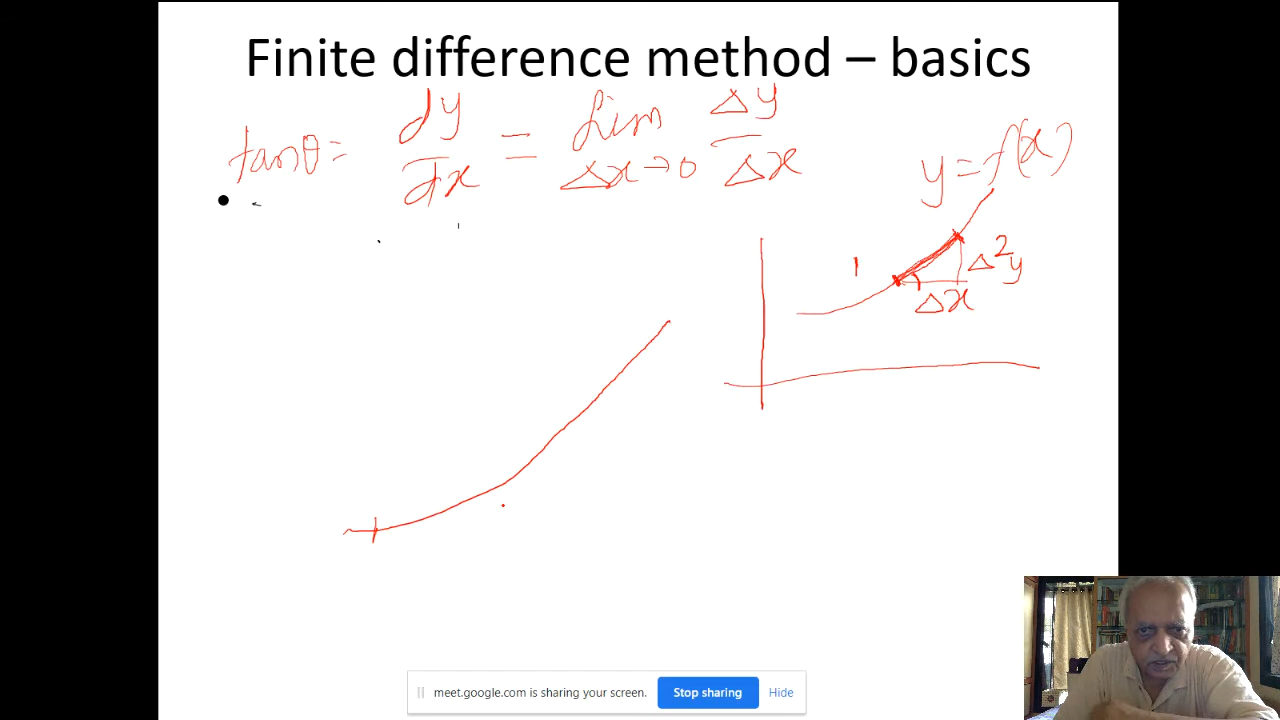 Finite difference method – basics
tanθ = dy/dx = Lim Δx→0 Δy/Δx
y = f(x)
Δ²y
Δx
meet.google.com is sharing your screen.
Stop sharing
Hide